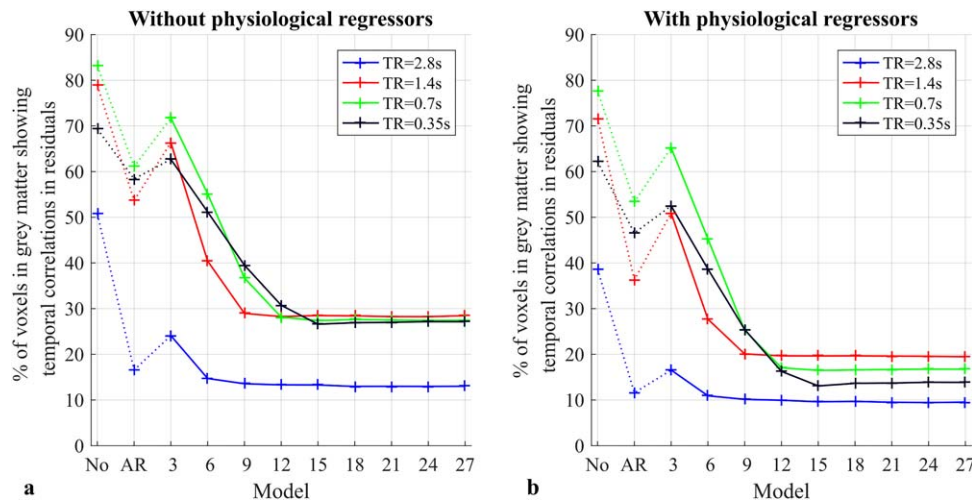 Without physiological regressors
% of voxels in grey matter showing
temporal correlations in residuals
90
80
70
60
50
40
30
20
10
0
TR=2.8s
TR=1.4s
TR=0.7s
TR=0.35s
No AR 3 6 9 12 15 18 21 24 27
a
Model
With physiological regressors
% of voxels in grey matter showing
temporal correlations in residuals
90
80
70
60
50
40
30
20
10
0
TR=2.8s
TR=1.4s
TR=0.7s
TR=0.35s
No AR 3 6 9 12 15 18 21 24 27
b
Model